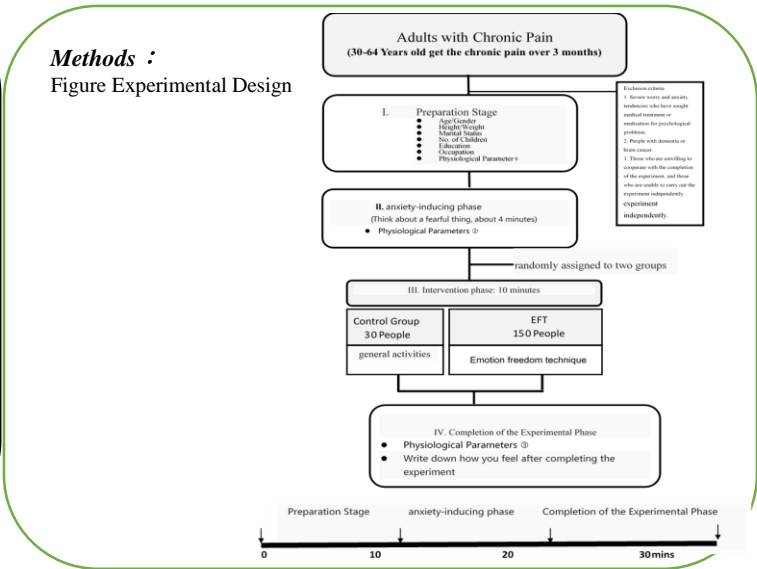 Methods：
Figure Experimental Design
Adults with Chronic Pain
(30-64 Years old get the chronic pain over 3 months)
Exclusion criteria
1. Severe worry and anxiety
tendencies who have sought
medical treatment or
medication for psychological
problems.
2. People with dementia or
brain cancer.
3. Those who are unwilling to
cooperate with the completion
of the experiment, and those
who are unable to carry out the
experiment independently.
experiment
independently.
I. Preparation Stage
● Age/Gender
● Height/Weight
● Marital Status
● No. of Children
● Education
● Occupation
● Physiological Parameter①
II. anxiety-inducing phase
(Think about a fearful thing, about 4 minutes)
● Physiological Parameters ②
randomly assigned to two groups
III. Intervention phase: 10 minutes
Control Group
30 People
general activities
EFT
150 People
Emotion freedom technique
IV. Completion of the Experimental Phase
● Physiological Parameters ③
● Write down how you feel after completing the
experiment
Preparation Stage anxiety-inducing phase Completion of the Experimental Phase
0 10 20 30mins